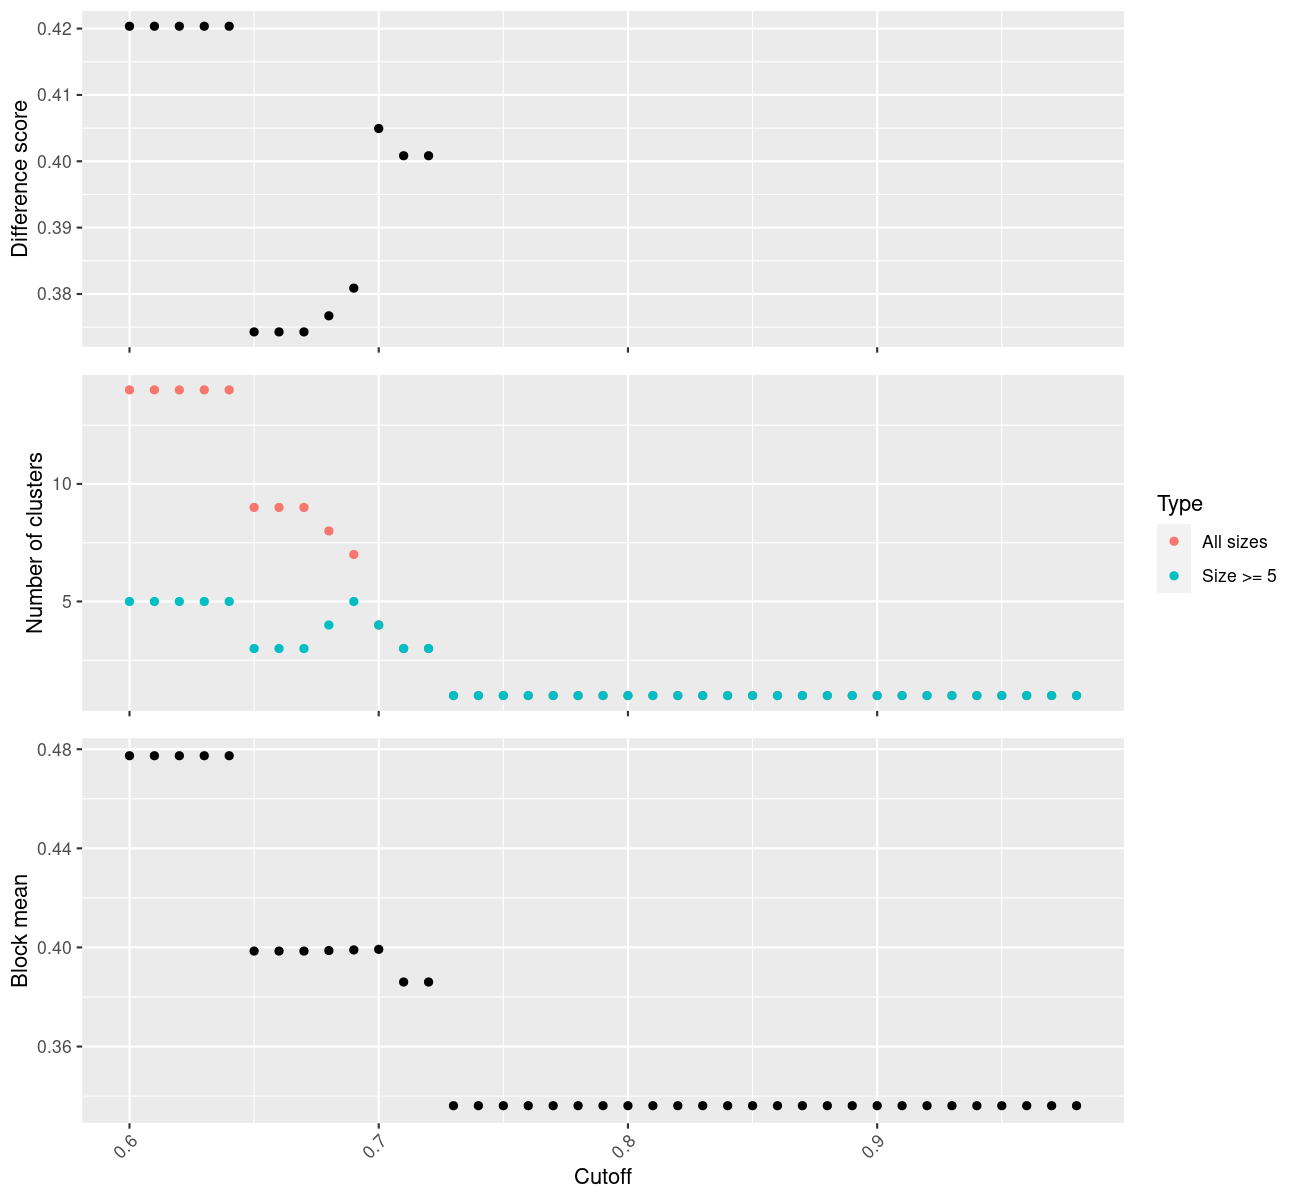 0.42
0.41
0.40
0.39
0.38
Difference score
10
5
Number of clusters
Type
All sizes
Size >= 5
0.48
0.44
0.40
0.36
Block mean
0.6
0.7
0.8
0.9
Cutoff